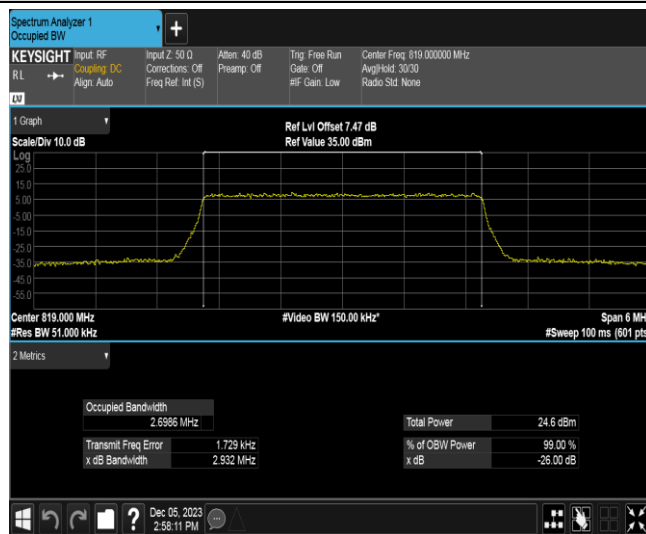 Spectrum Analyzer 1
Occupied BW
KEYSIGHT
RL
LXI
Input: RF
Coupling: DC
Align: Auto
Input Z: 50 Ω
Corrections: Off
Freq Ref: Int (S)
Atten: 40 dB
Preamp: Off
Trig: Free Run
Gate: Off
#IF Gain: Low
Center Freq: 819.000000 MHz
Avg|Hold: 30/30
Radio Std: None
1 Graph
Scale/Div 10.0 dB
Ref Lvl Offset 7.47 dB
Ref Value 35.00 dBm
Log
25.0
15.0
5.00
-5.00
-15.0
-25.0
-35.0
-45.0
-55.0
Center 819.000 MHz
#Res BW 51.000 kHz
#Video BW 150.00 kHz*
Span 6 MH
#Sweep 100 ms (601 pts
2 Metrics
Occupied Bandwidth
2.6986 MHz
Transmit Freq Error 1.729 kHz
x dB Bandwidth 2.932 MHz
Total Power 24.6 dBm
% of OBW Power 99.00 %
x dB -26.00 dB
?
Dec 05, 2023
2:58:11 PM